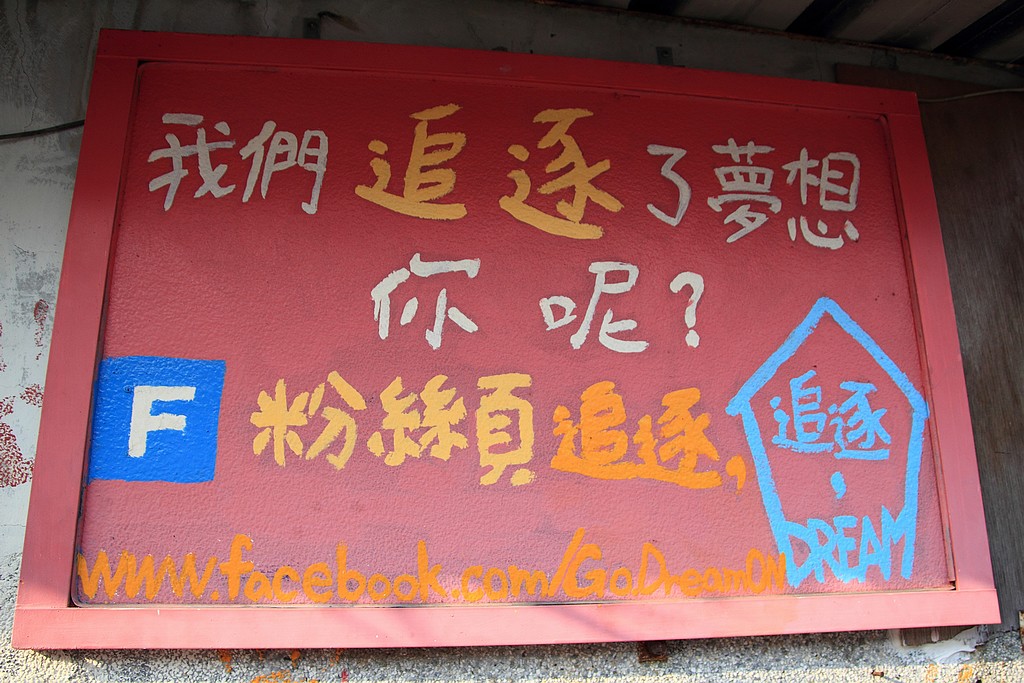 我們追逐了夢想
你呢?
F 粉絲頁追逐,
追逐,
DREAM
www.facebook.com/GoDreamON